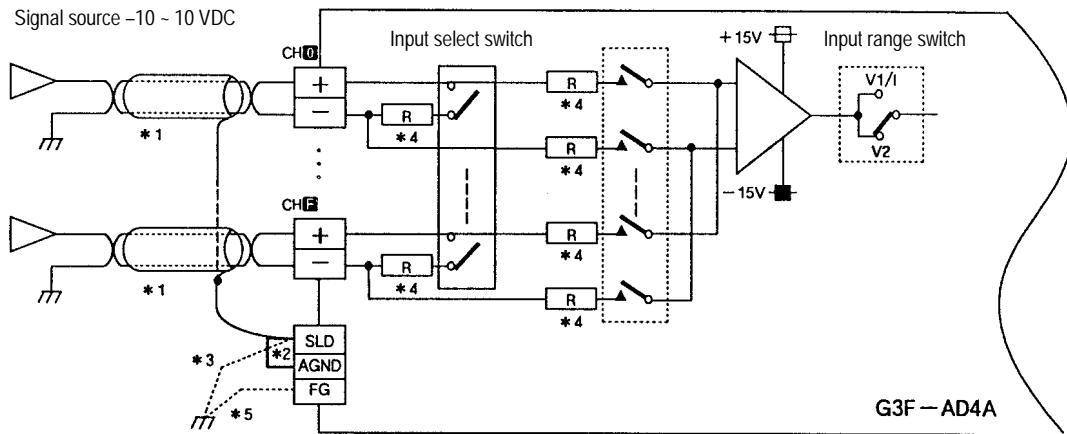 Signal source –10 ~ 10 VDC
CH0
Input select switch
+15V
Input range switch
+
R
*4
V1/I
–
R
*4
*1
R
*4
V2
–15V
CHF
+
R
*4
–
R
*4
*1
R
*4
SLD
*2
*3
AGND
FG
*5
G3F–AD4A